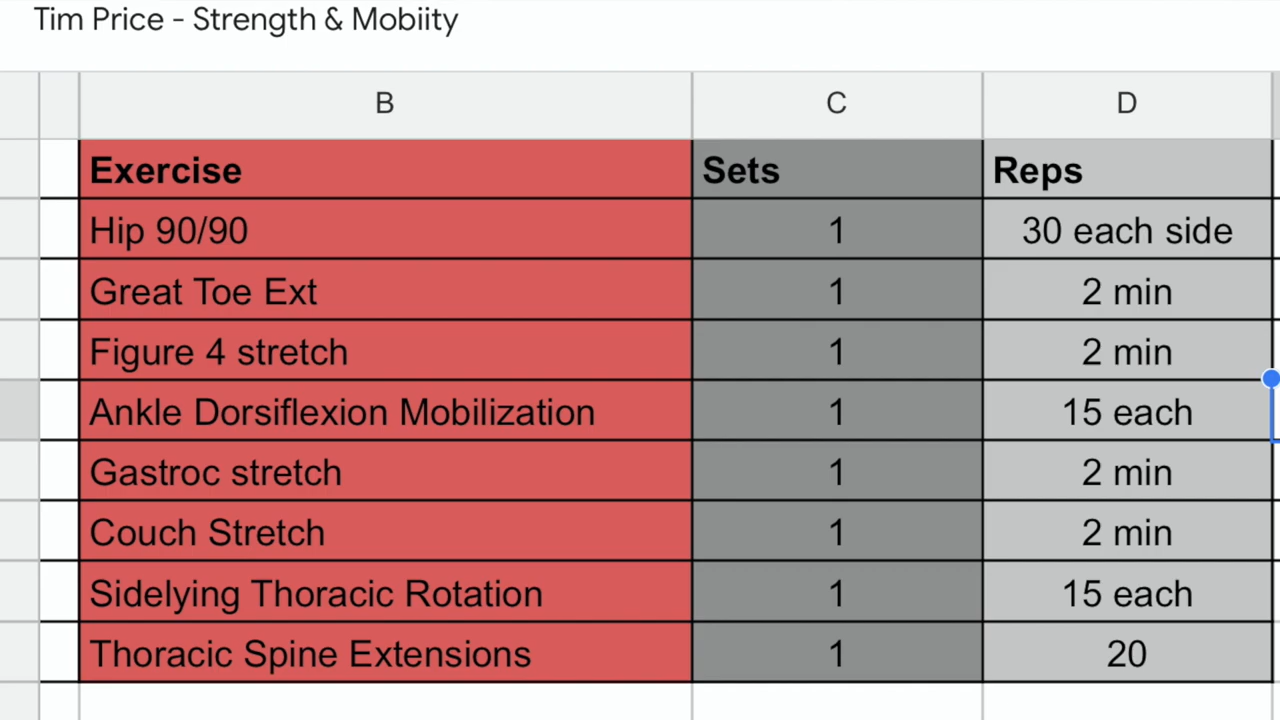 Tim Price - Strength & Mobiity
B C D
Exercise Sets Reps
Hip 90/90 1 30 each side
Great Toe Ext 1 2 min
Figure 4 stretch 1 2 min
Ankle Dorsiflexion Mobilization 1 15 each
Gastroc stretch 1 2 min
Couch Stretch 1 2 min
Sidelying Thoracic Rotation 1 15 each
Thoracic Spine Extensions 1 20